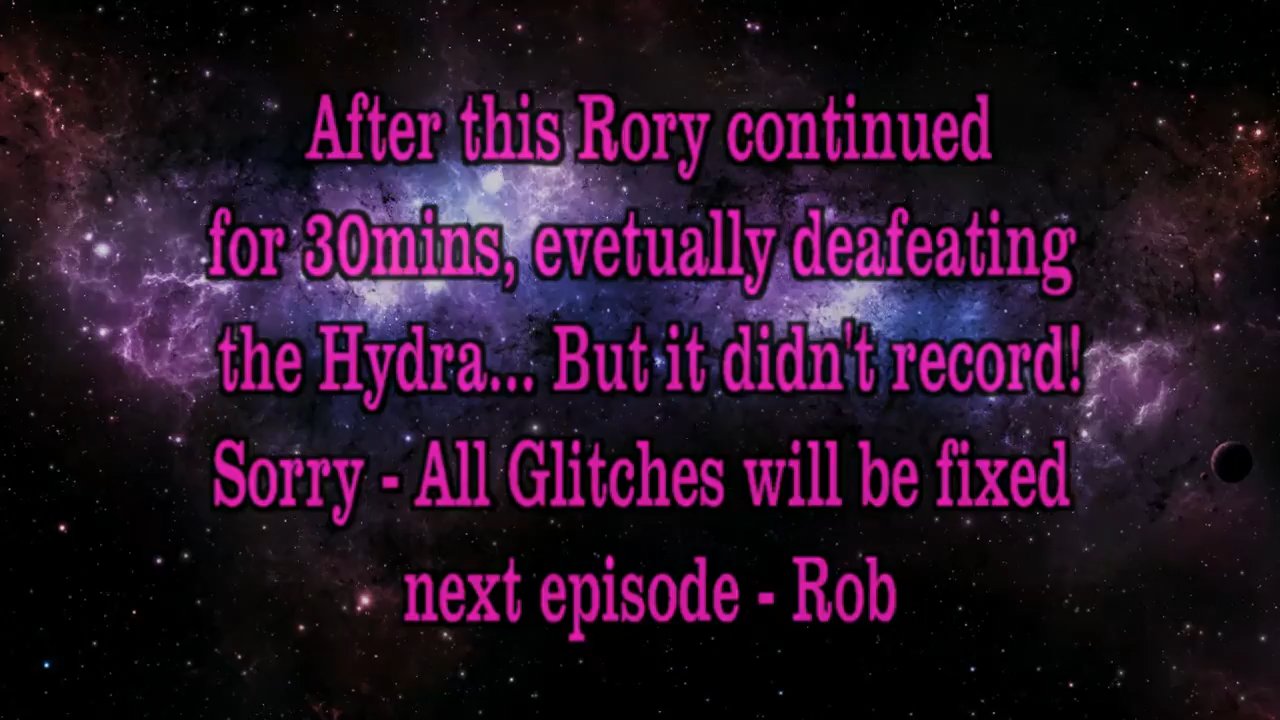 After this Rory continued
for 30mins, evetually deafeating
the Hydra... But it didn't record!
Sorry - All Glitches will be fixed
next episode - Rob